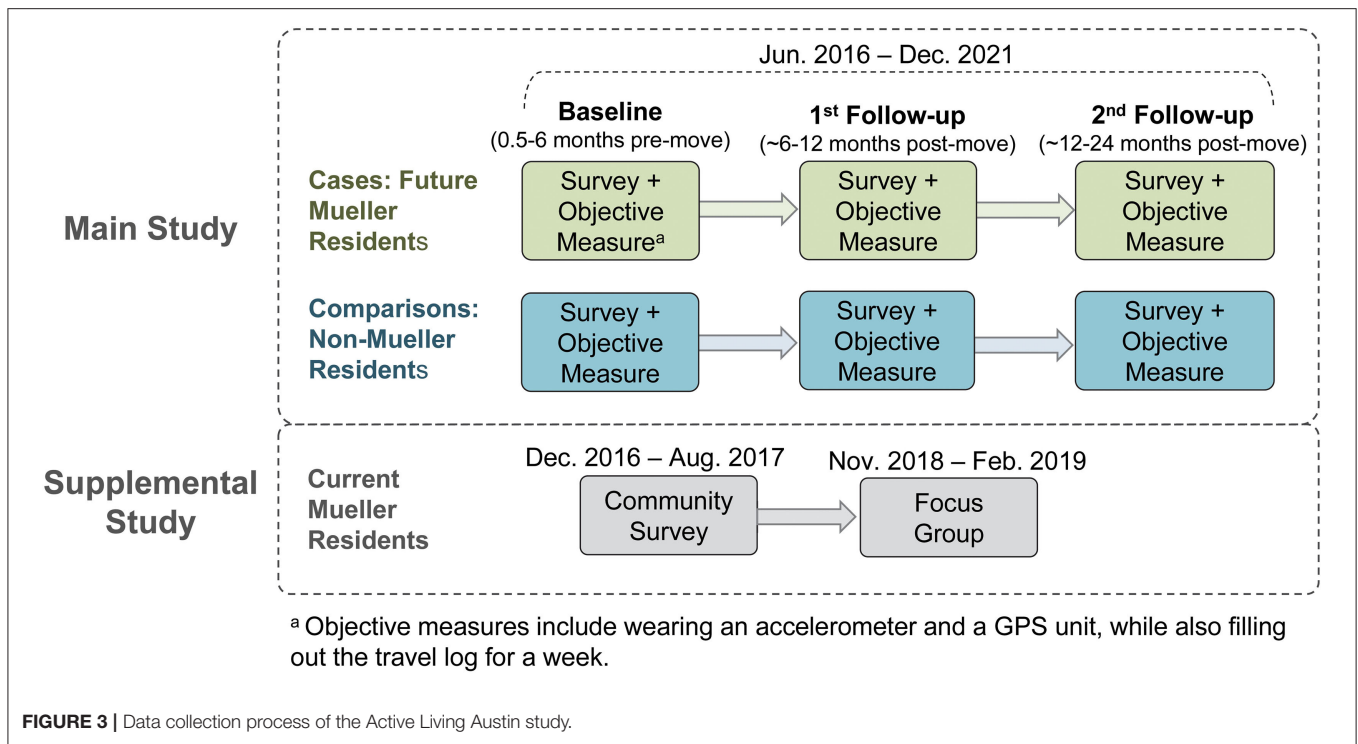 Jun. 2016 – Dec. 2021
Baseline
(0.5-6 months pre-move)
1st Follow-up
(~6-12 months post-move)
2nd Follow-up
(~12-24 months post-move)
Main Study
Cases: Future
Mueller
Residents
Survey +
Objective
Measureᵃ
Survey +
Objective
Measure
Survey +
Objective
Measure
Comparisons:
Non-Mueller
Residents
Survey +
Objective
Measure
Survey +
Objective
Measure
Survey +
Objective
Measure
Supplemental
Study
Current
Mueller
Residents
Dec. 2016 – Aug. 2017
Community
Survey
Nov. 2018 – Feb. 2019
Focus
Group
ᵃ Objective measures include wearing an accelerometer and a GPS unit, while also filling
out the travel log for a week.
FIGURE 3 | Data collection process of the Active Living Austin study.